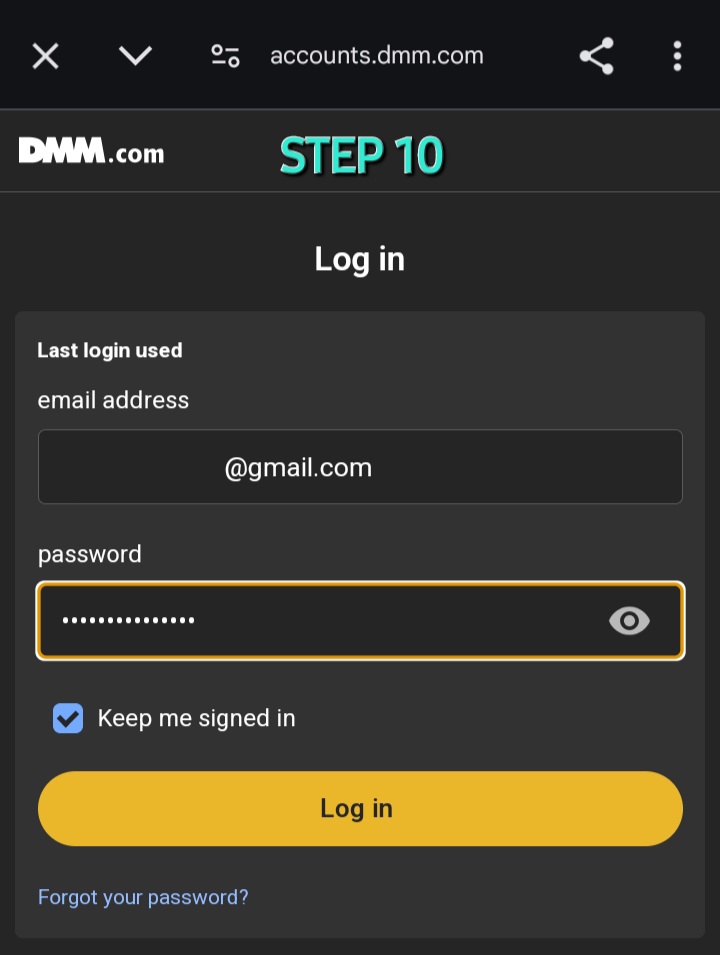 accounts.dmm.com
DMM.com
STEP 10
Log in
Last login used
email address
@gmail.com
password
•••••••••••••••
Keep me signed in
Log in
Forgot your password?